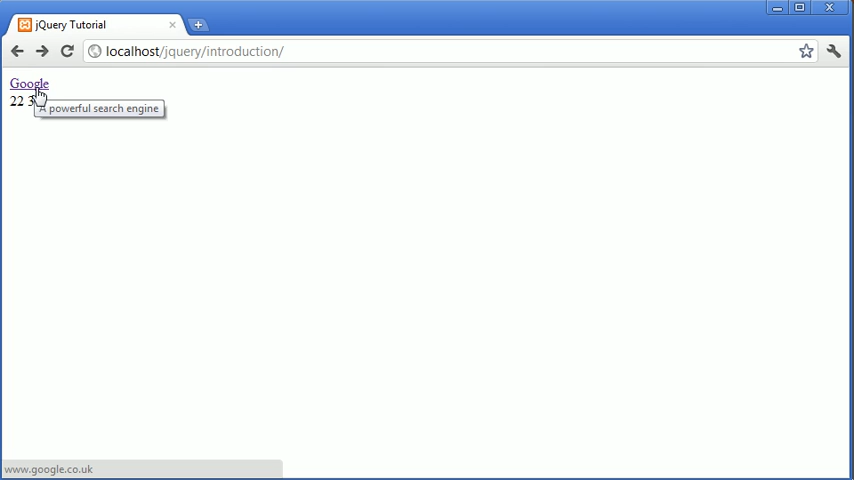 jQuery Tutorial
localhost/jquery/introduction/
Google
22
A powerful search engine
www.google.co.uk